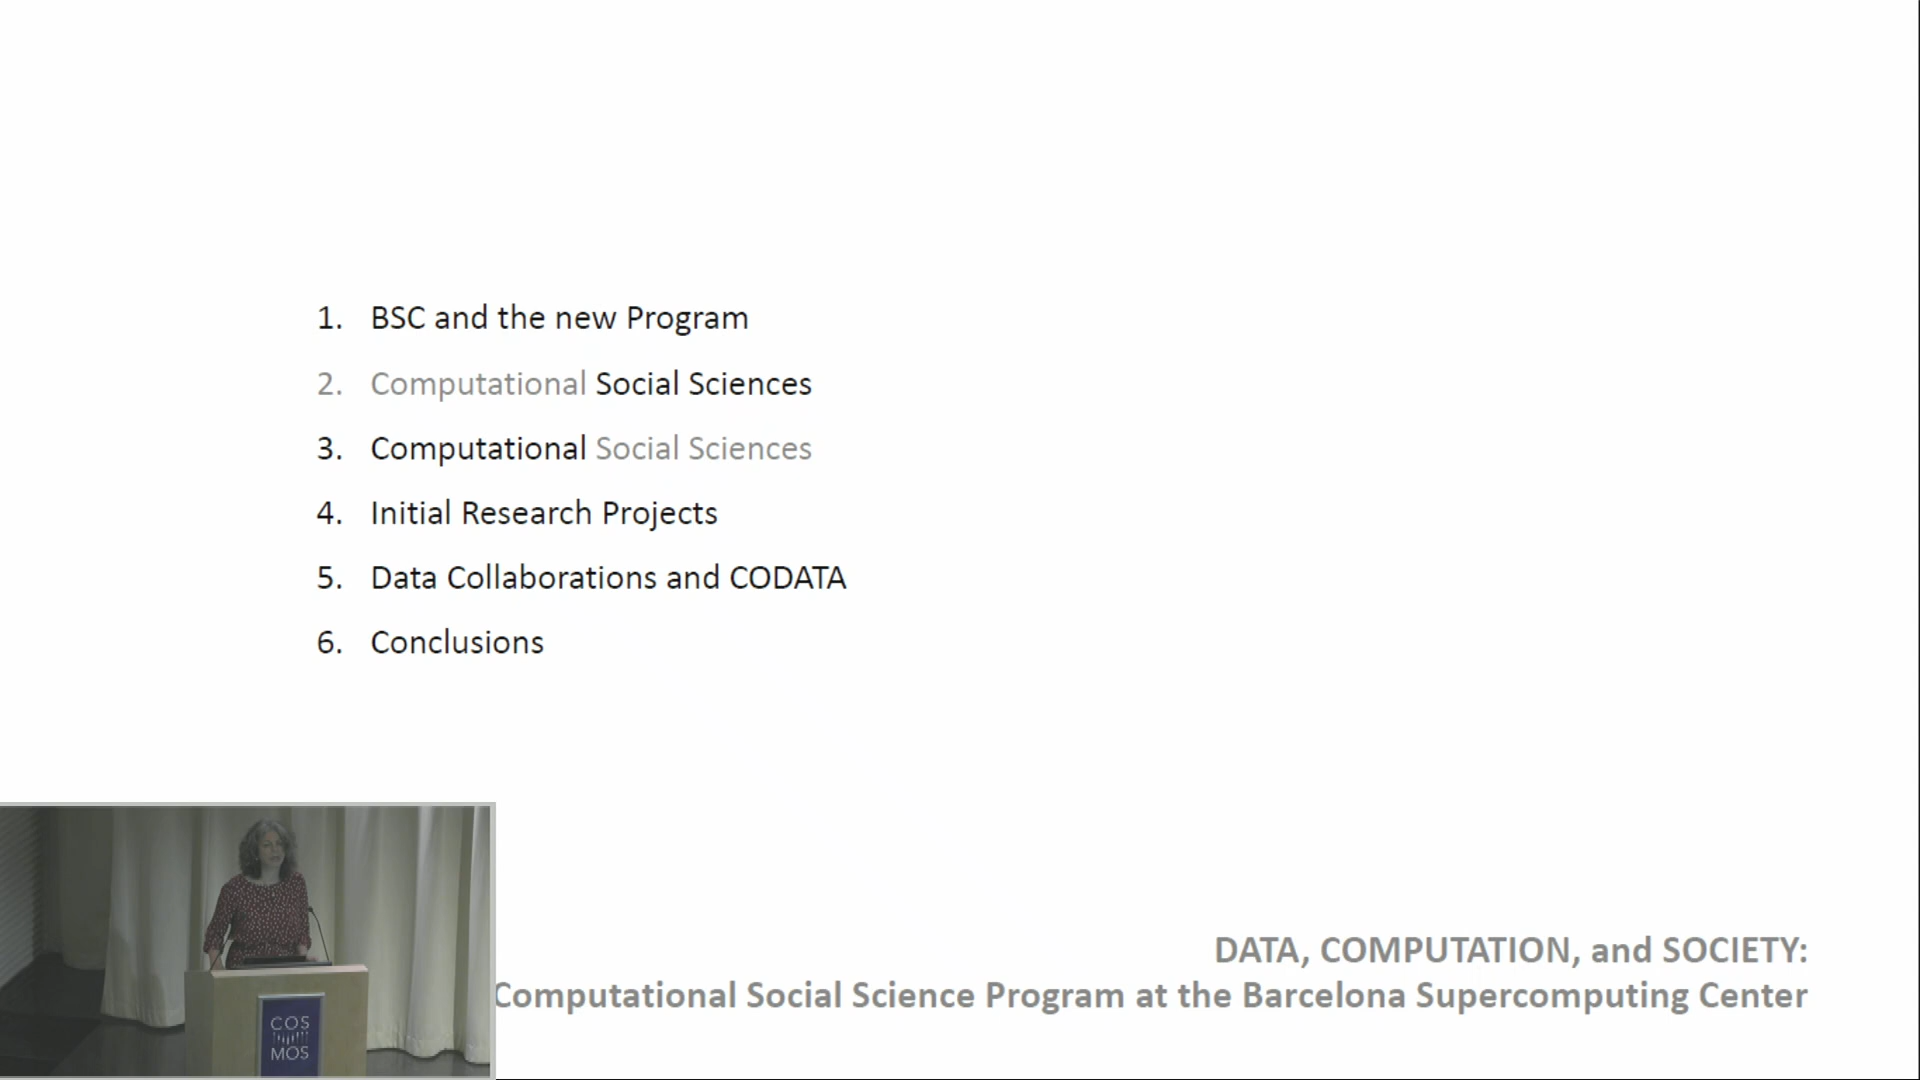 1. BSC and the new Program
2. Computational Social Sciences
3. Computational Social Sciences
4. Initial Research Projects
5. Data Collaborations and CODATA
6. Conclusions
DATA, COMPUTATION, and SOCIETY:
Computational Social Science Program at the Barcelona Supercomputing Center
COS
MOS